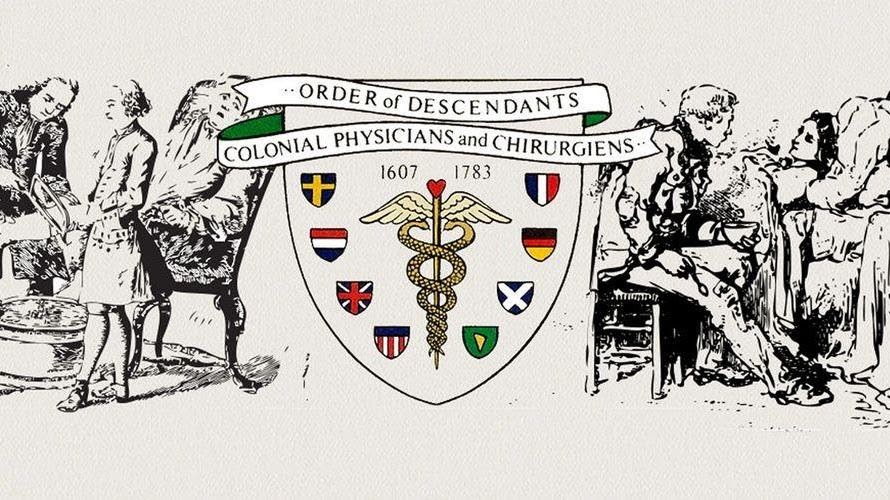 ·· ORDER of DESCENDANTS
COLONIAL PHYSICIANS and CHIRURGIENS ··
1607 1783